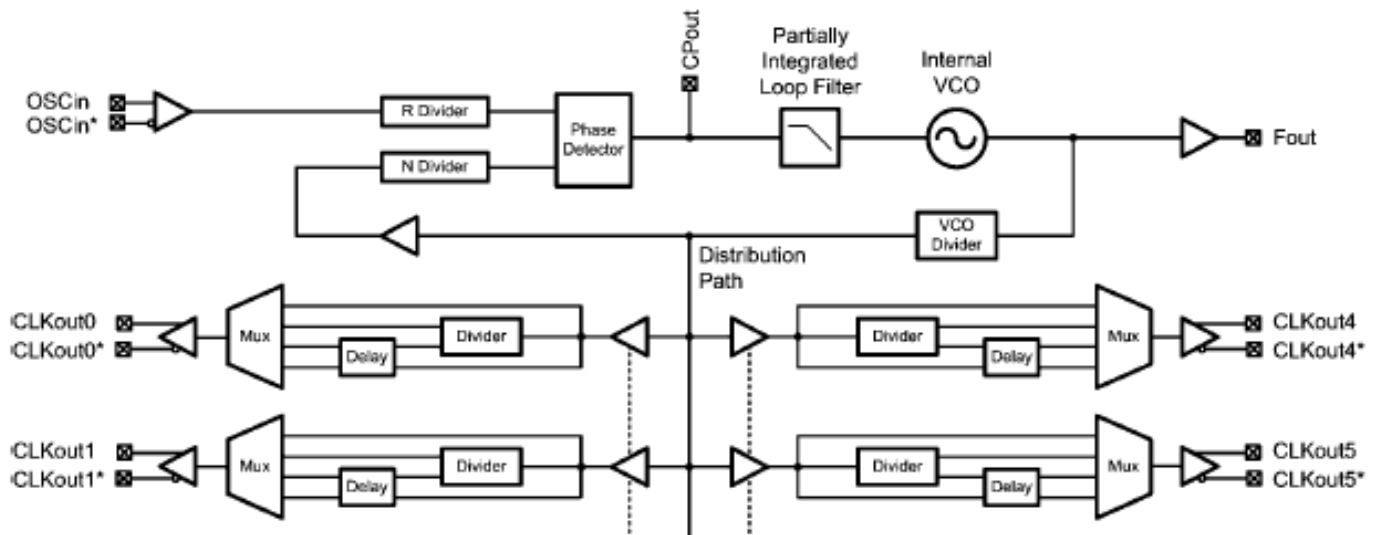 CPout
Partially
Integrated
Loop Filter
Internal
VCO
OSCin
OSCin*
R Divider
Phase
Detector
N Divider
Fout
VCO
Divider
Distribution
Path
CLKout0
CLKout0*
Mux
Delay
Divider
Divider
Delay
Mux
CLKout4
CLKout4*
CLKout1
CLKout1*
Mux
Delay
Divider
Divider
Delay
Mux
CLKout5
CLKout5*